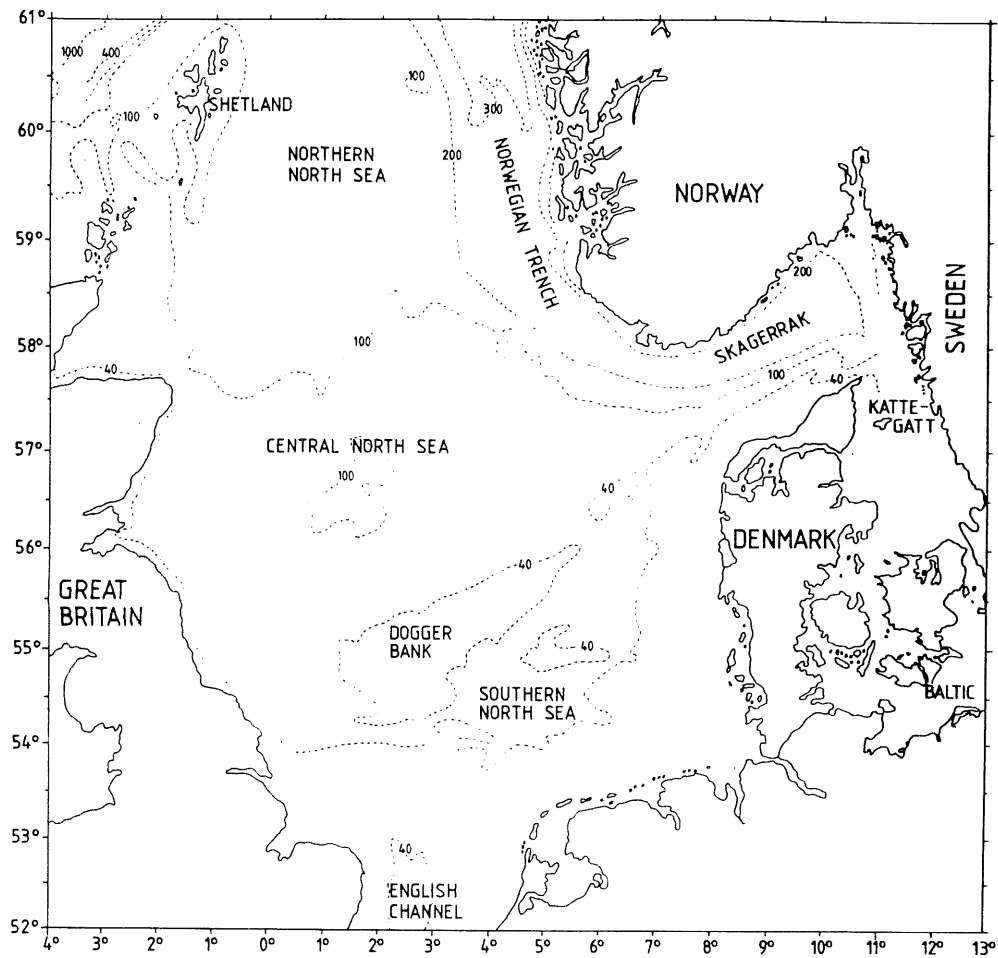 61°
60°
59°
58°
57°
56°
55°
54°
53°
52°
1000
400
100
SHETLAND
100
300
200
NORTHERN
NORTH SEA
NORWEGIAN TRENCH
NORWAY
200
SWEDEN
SKAGERRAK
100
40
100
40
KATTE-
GATT
CENTRAL NORTH SEA
100
40
DENMARK
40
GREAT
BRITAIN
DOGGER
BANK
40
SOUTHERN
NORTH SEA
BALTIC
40
ENGLISH
CHANNEL
4° 3° 2° 1° 0° 1° 2° 3° 4° 5° 6° 7° 8° 9° 10° 11° 12° 13°